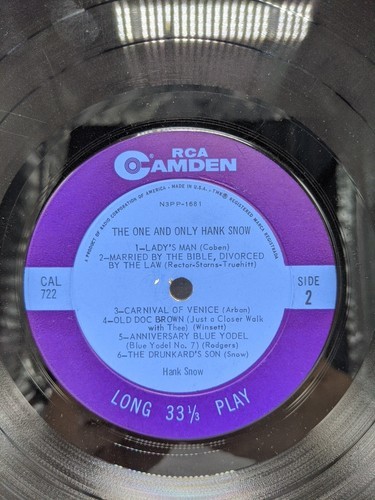 RCA
CAMDEN
A PRODUCT OF RADIO CORPORATION OF AMERICA • MADE IN U.S.A. • TMK® REGISTERED MARCA REGISTRADA
N3PP-1661
THE ONE AND ONLY HANK SNOW
1—LADY'S MAN (Coben)
2—MARRIED BY THE BIBLE, DIVORCED
BY THE LAW (Rector-Starns-Truehitt)
CAL
722
SIDE
2
3—CARNIVAL OF VENICE (Arban)
4—OLD DOC BROWN (Just a Closer Walk
with Thee) (Winsett)
5—ANNIVERSARY BLUE YODEL
(Blue Yodel No. 7) (Rodgers)
6—THE DRUNKARD'S SON (Snow)
Hank Snow
LONG 33⅓ PLAY